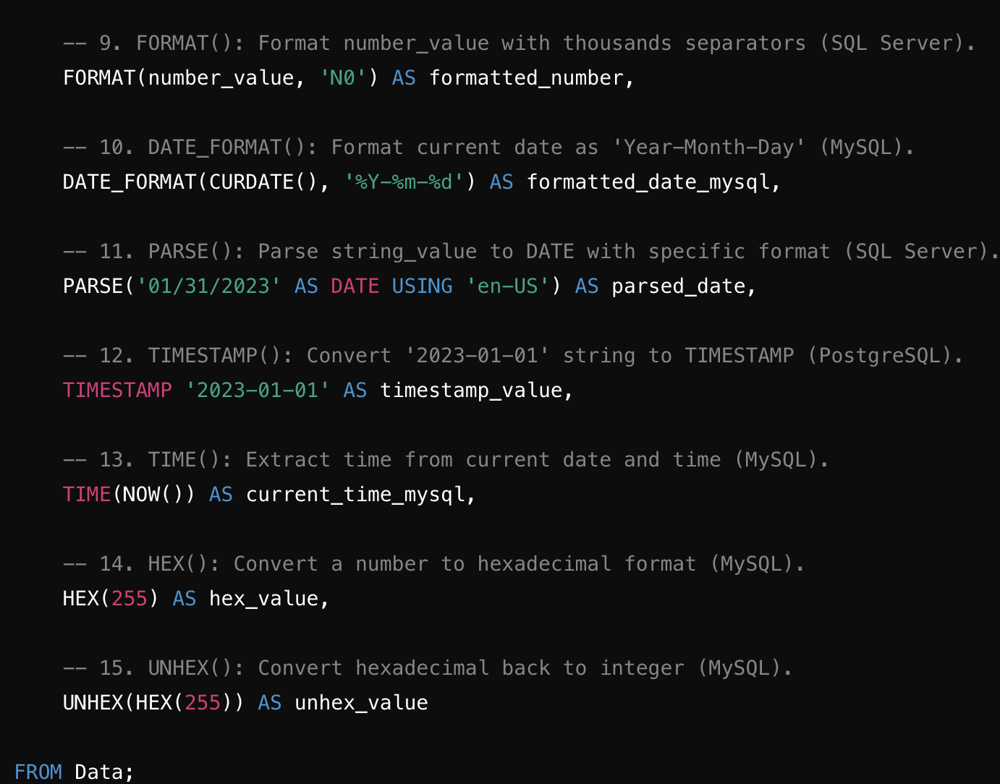 -- 9. FORMAT(): Format number_value with thousands separators (SQL Server).
FORMAT(number_value, 'N0') AS formatted_number,
-- 10. DATE_FORMAT(): Format current date as 'Year-Month-Day' (MySQL).
DATE_FORMAT(CURDATE(), '%Y-%m-%d') AS formatted_date_mysql,
-- 11. PARSE(): Parse string_value to DATE with specific format (SQL Server).
PARSE('01/31/2023' AS DATE USING 'en-US') AS parsed_date,
-- 12. TIMESTAMP(): Convert '2023-01-01' string to TIMESTAMP (PostgreSQL).
TIMESTAMP '2023-01-01' AS timestamp_value,
-- 13. TIME(): Extract time from current date and time (MySQL).
TIME(NOW()) AS current_time_mysql,
-- 14. HEX(): Convert a number to hexadecimal format (MySQL).
HEX(255) AS hex_value,
-- 15. UNHEX(): Convert hexadecimal back to integer (MySQL).
UNHEX(HEX(255)) AS unhex_value
FROM Data;